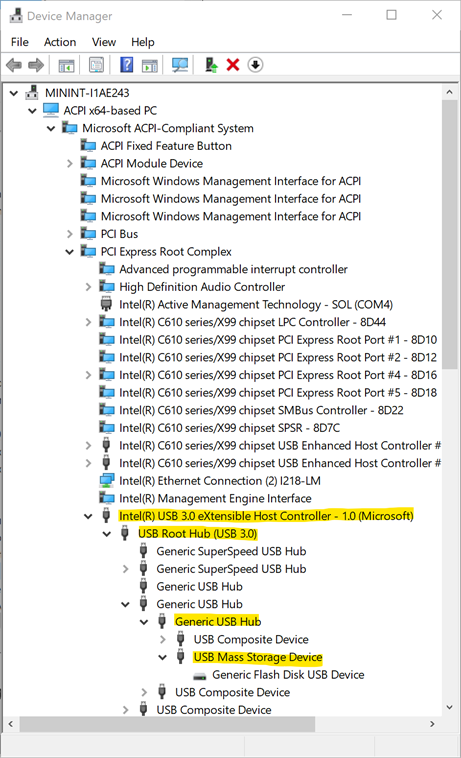 Device Manager
File Action View Help
MININT-I1AE243
ACPI x64-based PC
Microsoft ACPI-Compliant System
ACPI Fixed Feature Button
ACPI Module Device
Microsoft Windows Management Interface for ACPI
Microsoft Windows Management Interface for ACPI
Microsoft Windows Management Interface for ACPI
PCI Bus
PCI Express Root Complex
Advanced programmable interrupt controller
High Definition Audio Controller
Intel(R) Active Management Technology - SOL (COM4)
Intel(R) C610 series/X99 chipset LPC Controller - 8D44
Intel(R) C610 series/X99 chipset PCI Express Root Port #1 - 8D10
Intel(R) C610 series/X99 chipset PCI Express Root Port #2 - 8D12
Intel(R) C610 series/X99 chipset PCI Express Root Port #4 - 8D16
Intel(R) C610 series/X99 chipset PCI Express Root Port #5 - 8D18
Intel(R) C610 series/X99 chipset SMBus Controller - 8D22
Intel(R) C610 series/X99 chipset SPSR - 8D7C
Intel(R) C610 series/X99 chipset USB Enhanced Host Controller #
Intel(R) C610 series/X99 chipset USB Enhanced Host Controller #
Intel(R) Ethernet Connection (2) I218-LM
Intel(R) Management Engine Interface
Intel(R) USB 3.0 eXtensible Host Controller - 1.0 (Microsoft)
USB Root Hub (USB 3.0)
Generic SuperSpeed USB Hub
Generic SuperSpeed USB Hub
Generic USB Hub
Generic USB Hub
Generic USB Hub
USB Composite Device
USB Mass Storage Device
Generic Flash Disk USB Device
USB Composite Device
USB Composite Device